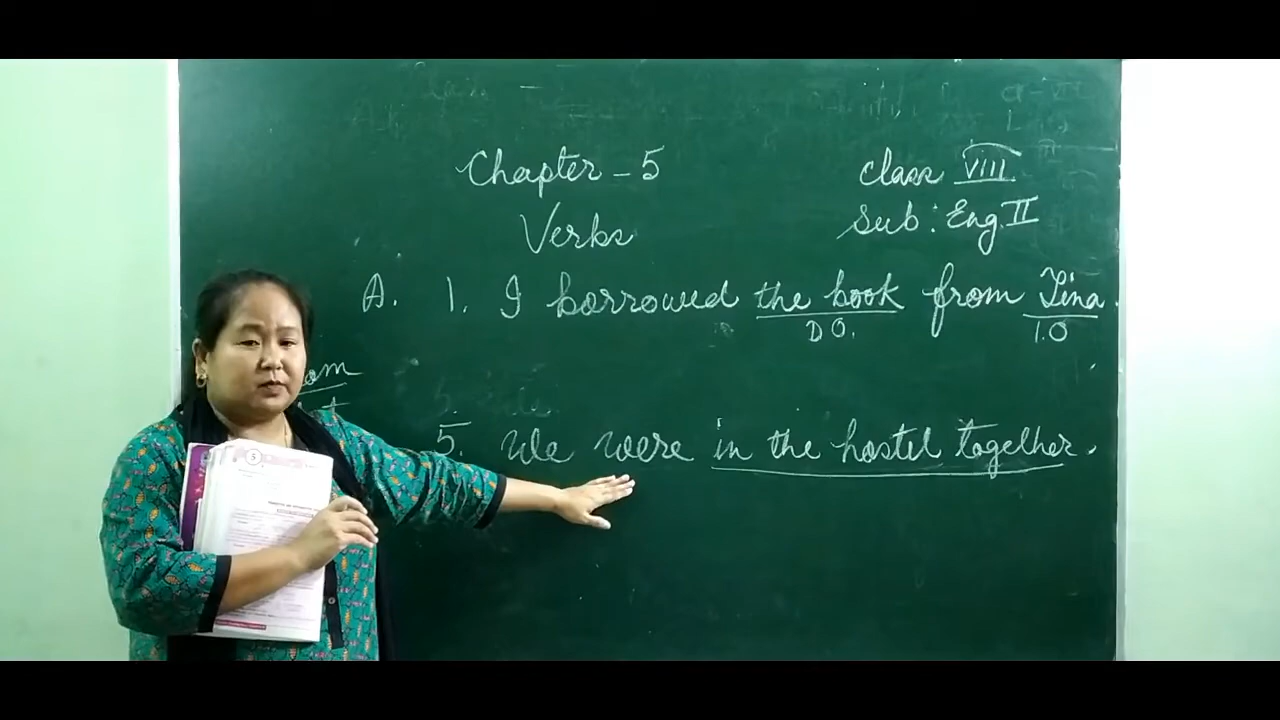 Chapter - 5
Class VIII
Verbs
Sub : Eng. II
A. 1. I borrowed the book from Tina.
D O. I. O
5. We were in the hostel together.
5